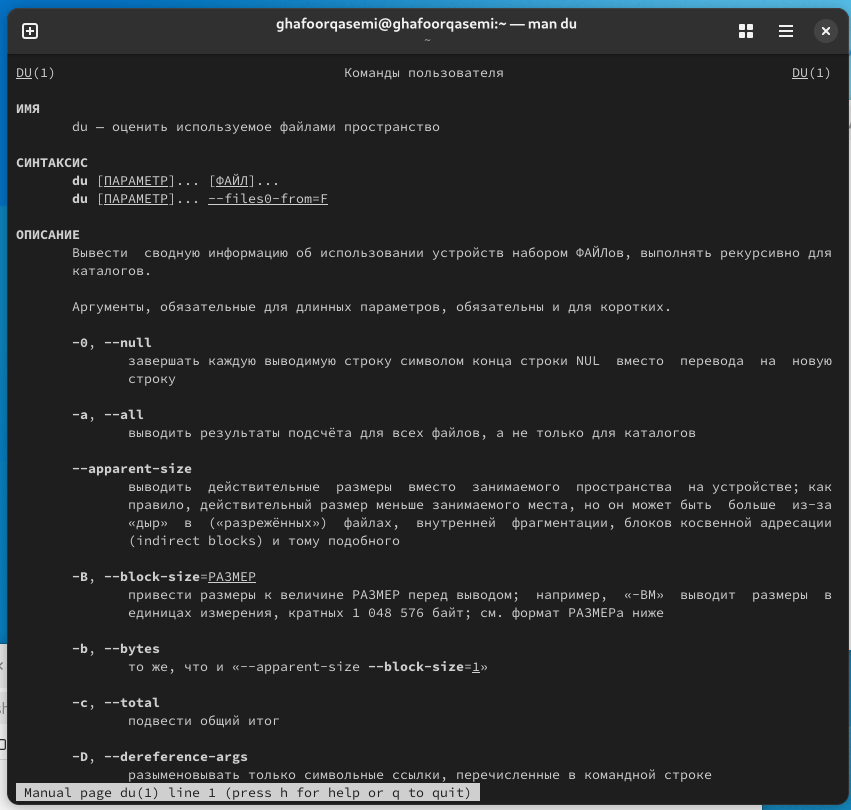 ghafoorqasemi@ghafoorqasemi:~ — man du
~
DU(1) Команды пользователя DU(1)
ИМЯ
du — оценить используемое файлами пространство
СИНТАКСИС
du [ПАРАМЕТР]... [ФАЙЛ]...
du [ПАРАМЕТР]... --files0-from=F
ОПИСАНИЕ
Вывести сводную информацию об использовании устройств набором ФАЙЛов, выполнять рекурсивно для
каталогов.
Аргументы, обязательные для длинных параметров, обязательны и для коротких.
-0, --null
завершать каждую выводимую строку символом конца строки NUL вместо перевода на новую
строку
-a, --all
выводить результаты подсчёта для всех файлов, а не только для каталогов
--apparent-size
выводить действительные размеры вместо занимаемого пространства на устройстве; как
правило, действительный размер меньше занимаемого места, но он может быть больше из-за
«дыр» в («разрежённых») файлах, внутренней фрагментации, блоков косвенной адресации
(indirect blocks) и тому подобного
-B, --block-size=РАЗМЕР
привести размеры к величине РАЗМЕР перед выводом; например, «-BM» выводит размеры в
единицах измерения, кратных 1 048 576 байт; см. формат РАЗМЕРа ниже
-b, --bytes
то же, что и «--apparent-size --block-size=1»
-c, --total
подвести общий итог
-D, --dereference-args
разыменовывать только символьные ссылки, перечисленные в командной строке
Manual page du(1) line 1 (press h for help or q to quit)